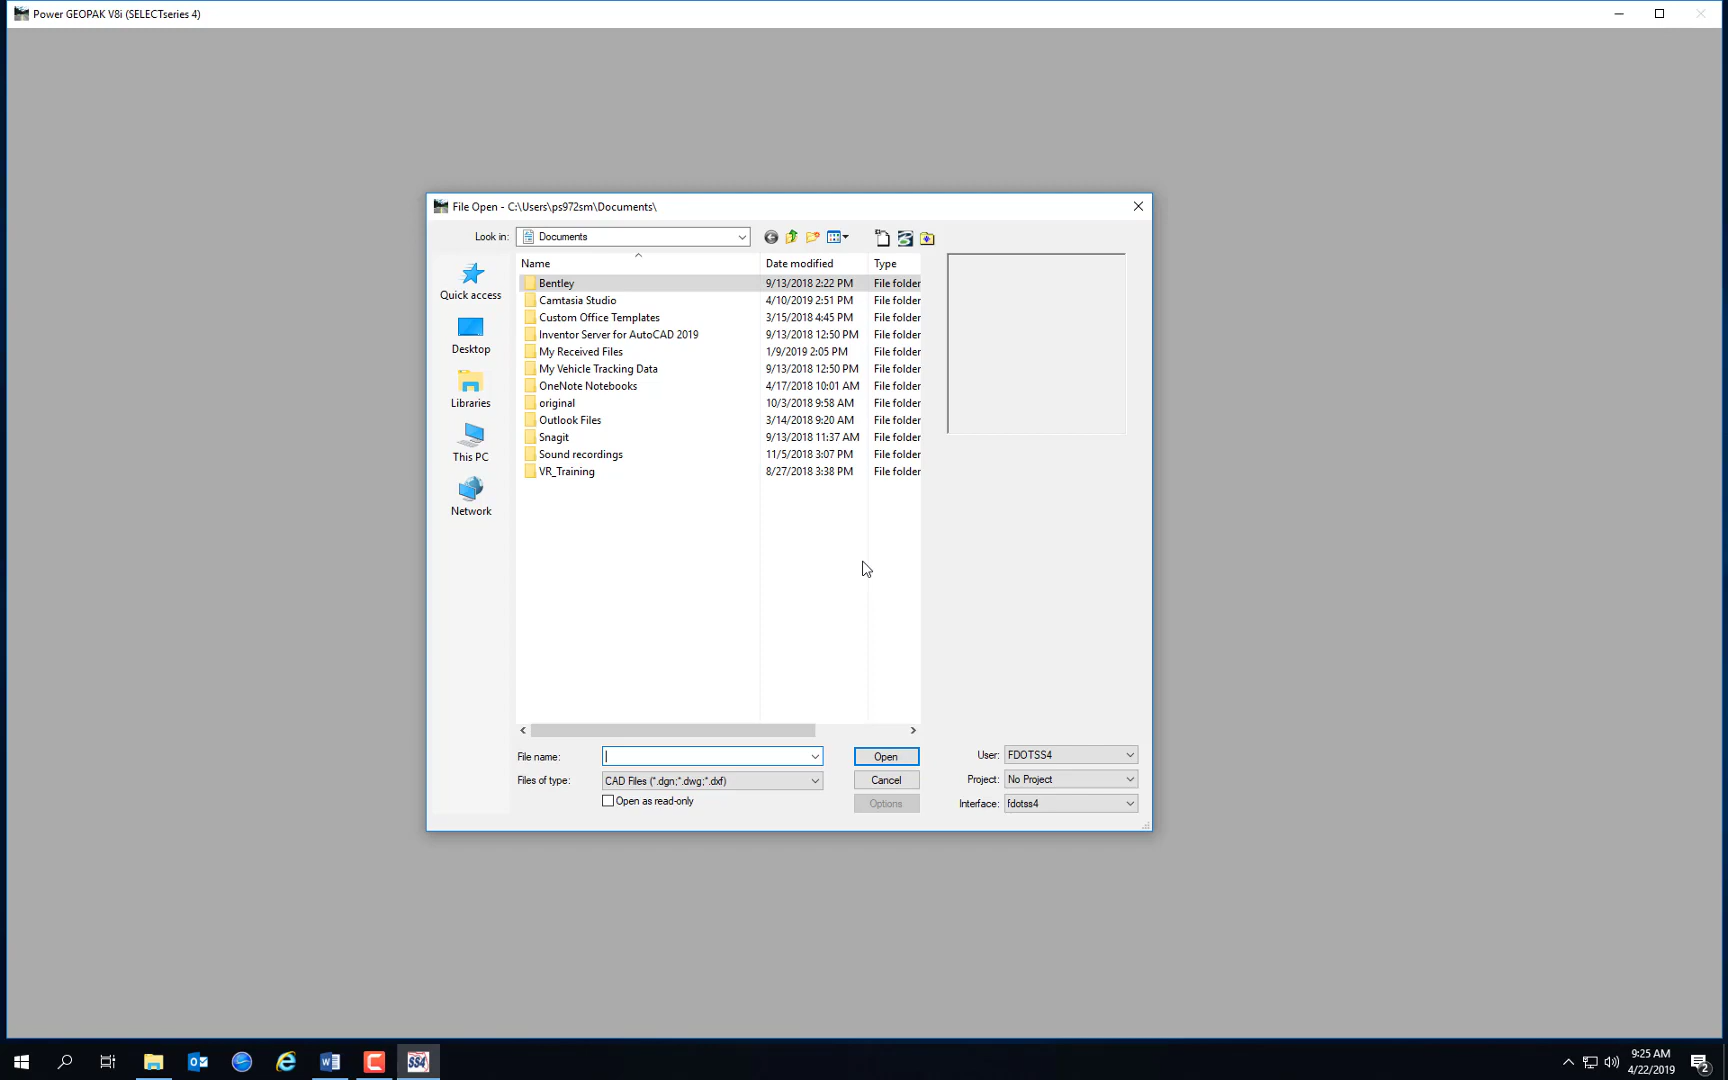 Power GEOPAK V8i (SELECTseries 4)
File Open - C:\Users\ps972sm\Documents\
Look in: Documents
Name Date modified Type
Quick access
Desktop
Libraries
This PC
Network
Bentley 9/13/2018 2:22 PM File folder
Camtasia Studio 4/10/2019 2:51 PM File folder
Custom Office Templates 3/15/2018 4:45 PM File folder
Inventor Server for AutoCAD 2019 9/13/2018 12:50 PM File folder
My Received Files 1/9/2019 2:05 PM File folder
My Vehicle Tracking Data 9/13/2018 12:50 PM File folder
OneNote Notebooks 4/17/2018 10:01 AM File folder
original 10/3/2018 9:58 AM File folder
Outlook Files 3/14/2018 9:20 AM File folder
Snagit 9/13/2018 11:37 AM File folder
Sound recordings 11/5/2018 3:07 PM File folder
VR_Training 8/27/2018 3:38 PM File folder
File name: Open User: FDOTSS4
Files of type: CAD Files (*.dgn;*.dwg;*.dxf) Cancel Project: No Project
Open as read-only Options Interface: fdotss4
SS4
9:25 AM
4/22/2019
2